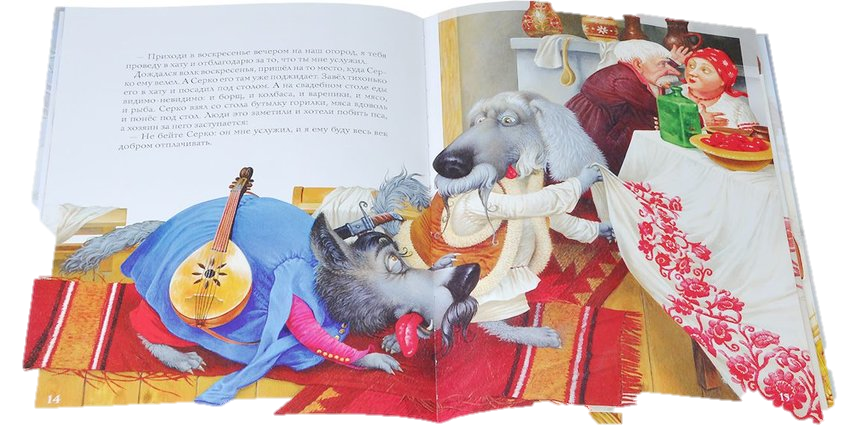 — Приходи в воскресенье вечером на наш огород, я тебя
проведу в хату и отблагодарю за то, что ты мне услужил.
Дождался волк воскресенья, пришёл на то место, куда Сер-
ко ему велел. А Серко его там уже поджидает. Завёл тихонько
его в хату и посадил под столом. А на свадебном столе еды
видимо-невидимо: и борщ, и колбаса, и вареники, и мясо,
и рыба. Серко взял со стола бутылку горилки, мяса вдоволь
и понёс под стол. Люди это заметили и хотели побить пса,
а хозяин за него заступается:
— Не бейте Серко: он мне услужил, и я ему буду весь век
добром отплачивать.
14